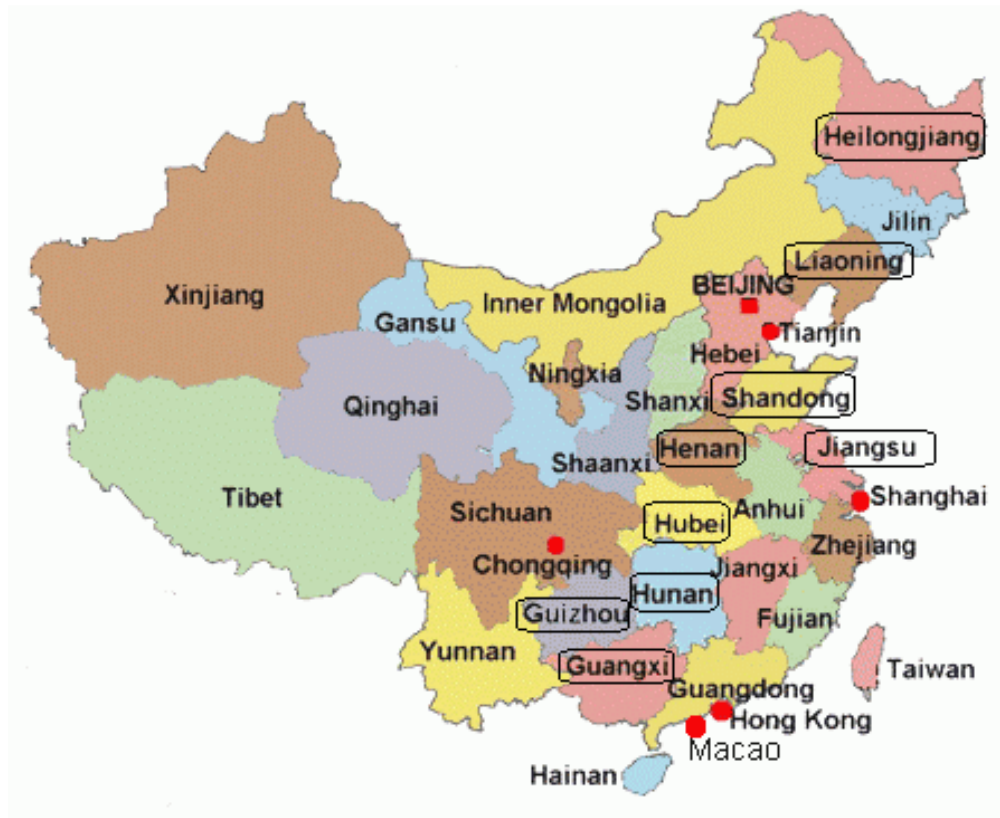 Heilongjiang
Jilin
Liaoning
BEIJING
Xinjiang
Inner Mongolia
Gansu
Tianjin
Hebei
Ningxia
Shanxi
Shandong
Qinghai
Henan
Jiangsu
Shaanxi
Tibet
Shanghai
Sichuan
Anhui
Hubei
Zhejiang
Chongqing
Jiangxi
Hunan
Guizhou
Fujian
Yunnan
Guangxi
Taiwan
Guangdong
Hong Kong
Macao
Hainan